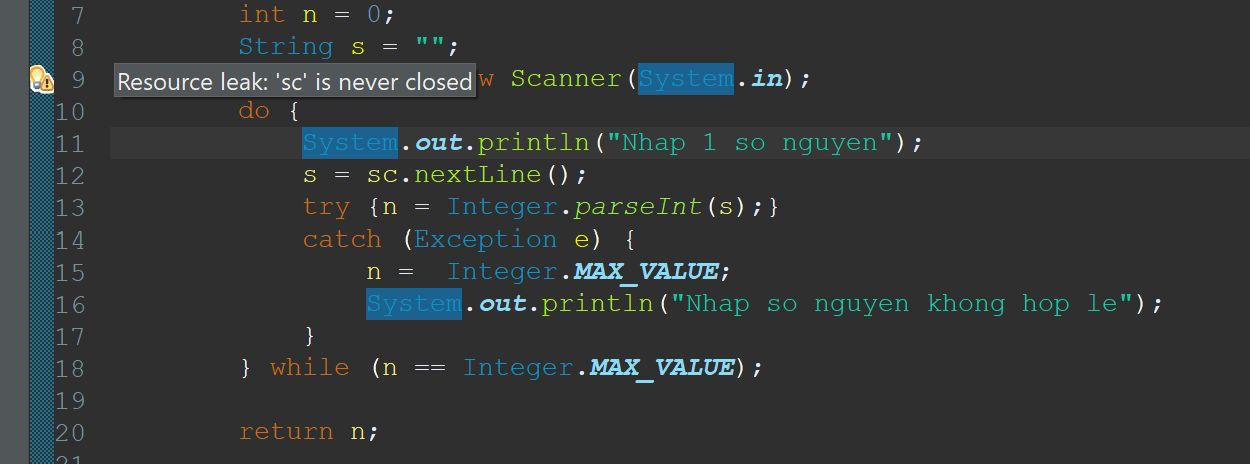 7 int n = 0;
8 String s = "";
9 Resource leak: 'sc' is never closed w Scanner(System.in);
10 do {
11 System.out.println("Nhap 1 so nguyen");
12 s = sc.nextLine();
13 try {n = Integer.parseInt(s);}
14 catch (Exception e) {
15 n =  Integer.MAX_VALUE;
16 System.out.println("Nhap so nguyen khong hop le");
17 }
18 } while (n == Integer.MAX_VALUE);
19
20 return n;
21